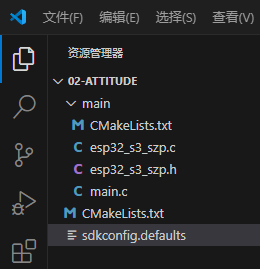 文件(F) 编辑(E) 选择(S) 查看(V)
资源管理器
02-ATTITUDE
main
CMakeLists.txt
esp32_s3_szp.c
esp32_s3_szp.h
main.c
CMakeLists.txt
sdkconfig.defaults